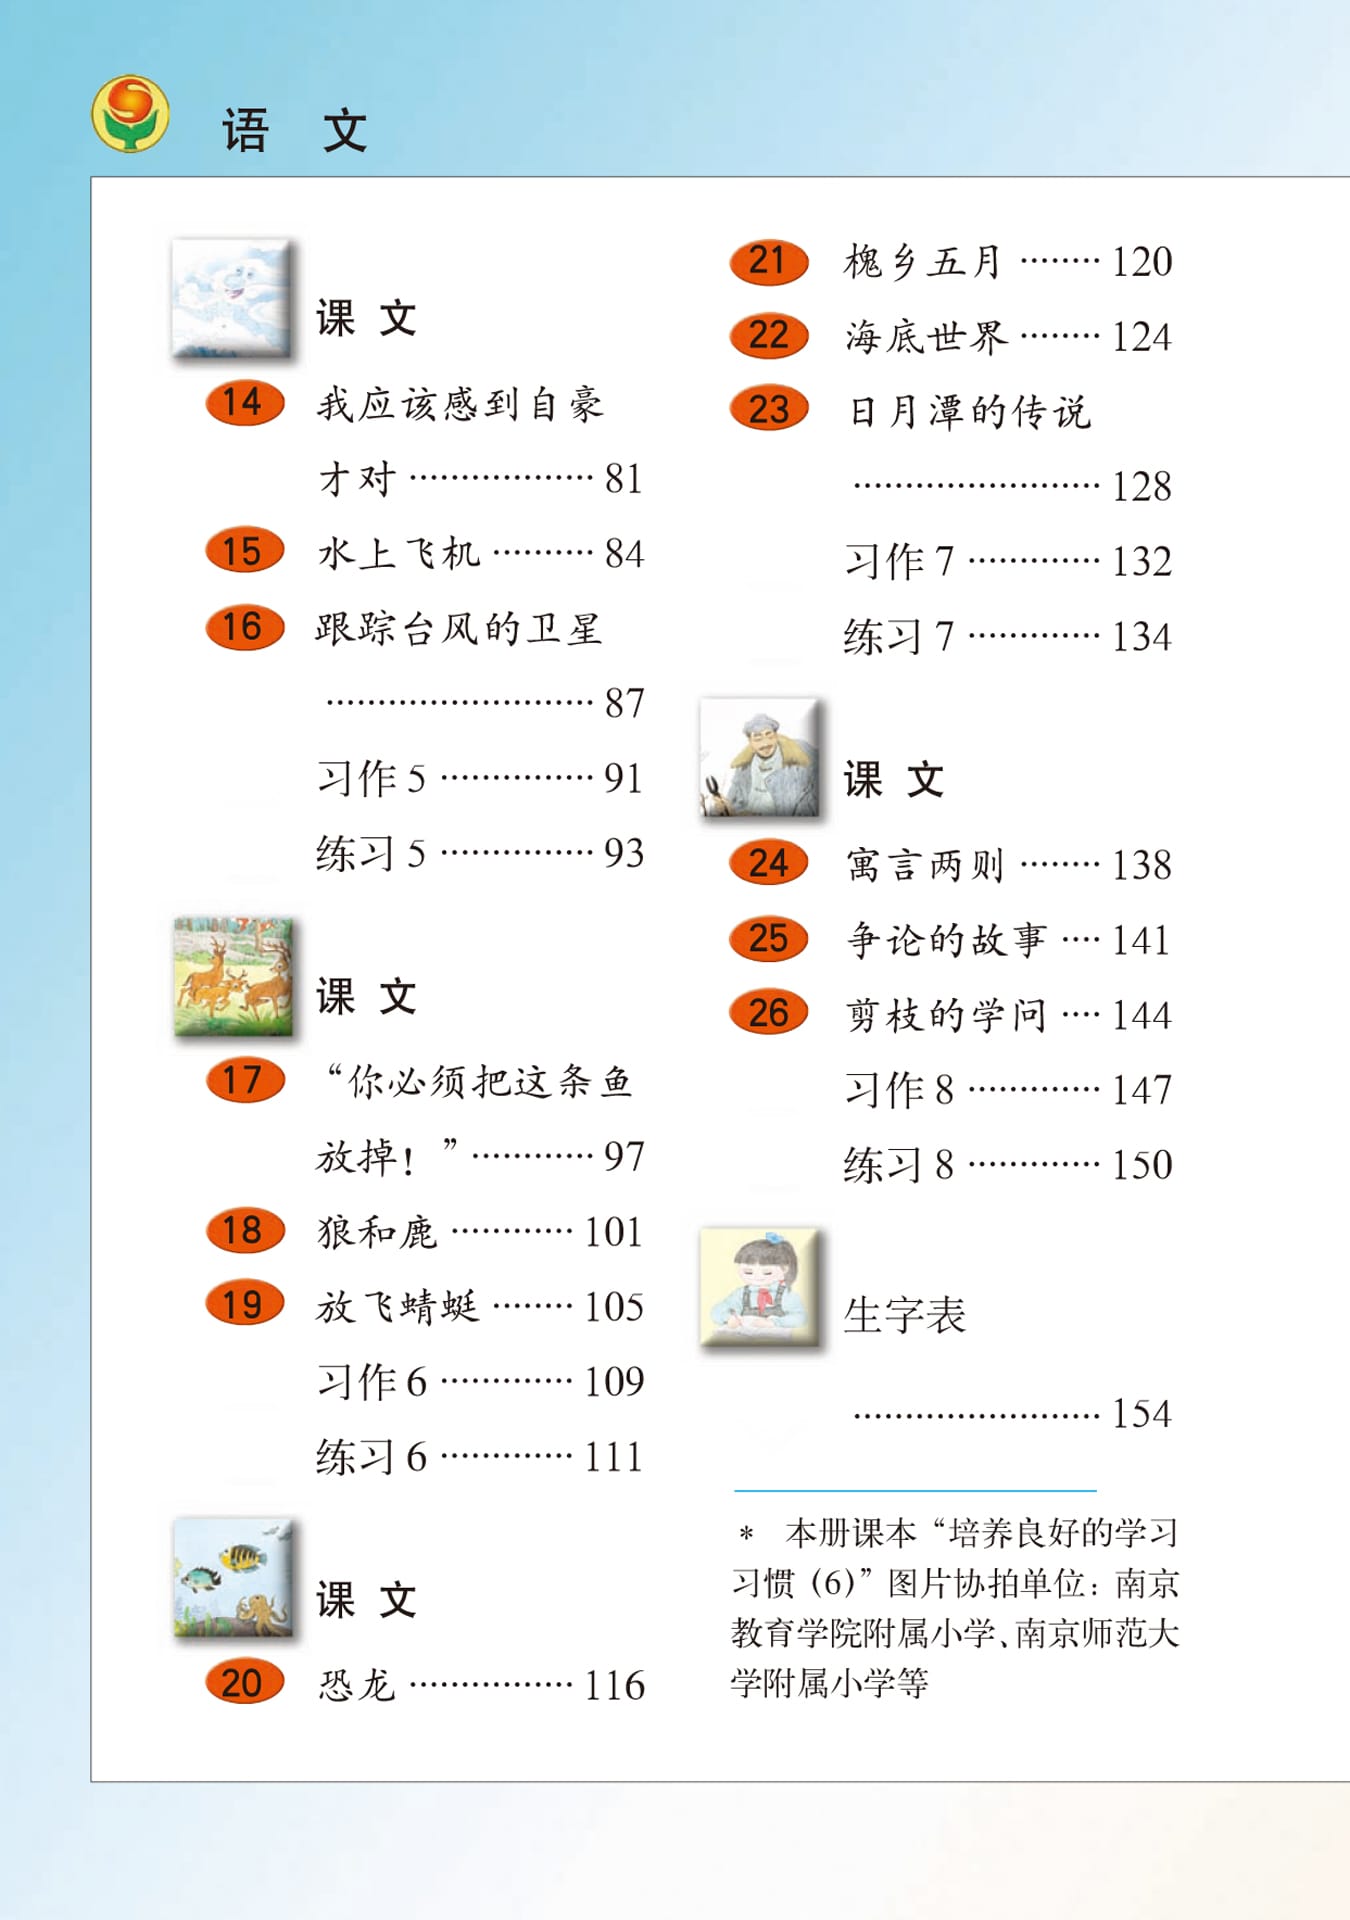 语 文
课 文
14 我应该感到自豪
才对 ……………… 81
15 水上飞机 ………… 84
16 跟踪台风的卫星
…………………… 87
习作 5 …………… 91
练习 5 …………… 93
课 文
17 “你必须把这条鱼
放掉！” ………… 97
18 狼和鹿 ………… 101
19 放飞蜻蜓 ……… 105
习作 6 ………… 109
练习 6 ………… 111
课 文
20 恐龙 …………… 116
21 槐乡五月 ……… 120
22 海底世界 ……… 124
23 日月潭的传说
…………………… 128
习作 7 ………… 132
练习 7 ………… 134
课 文
24 寓言两则 ……… 138
25 争论的故事 …… 141
26 剪枝的学问 …… 144
习作 8 ………… 147
练习 8 ………… 150
生字表
…………………… 154
* 本册课本“培养良好的学习
习惯（6）”图片协拍单位：南京
教育学院附属小学、南京师范大
学附属小学等